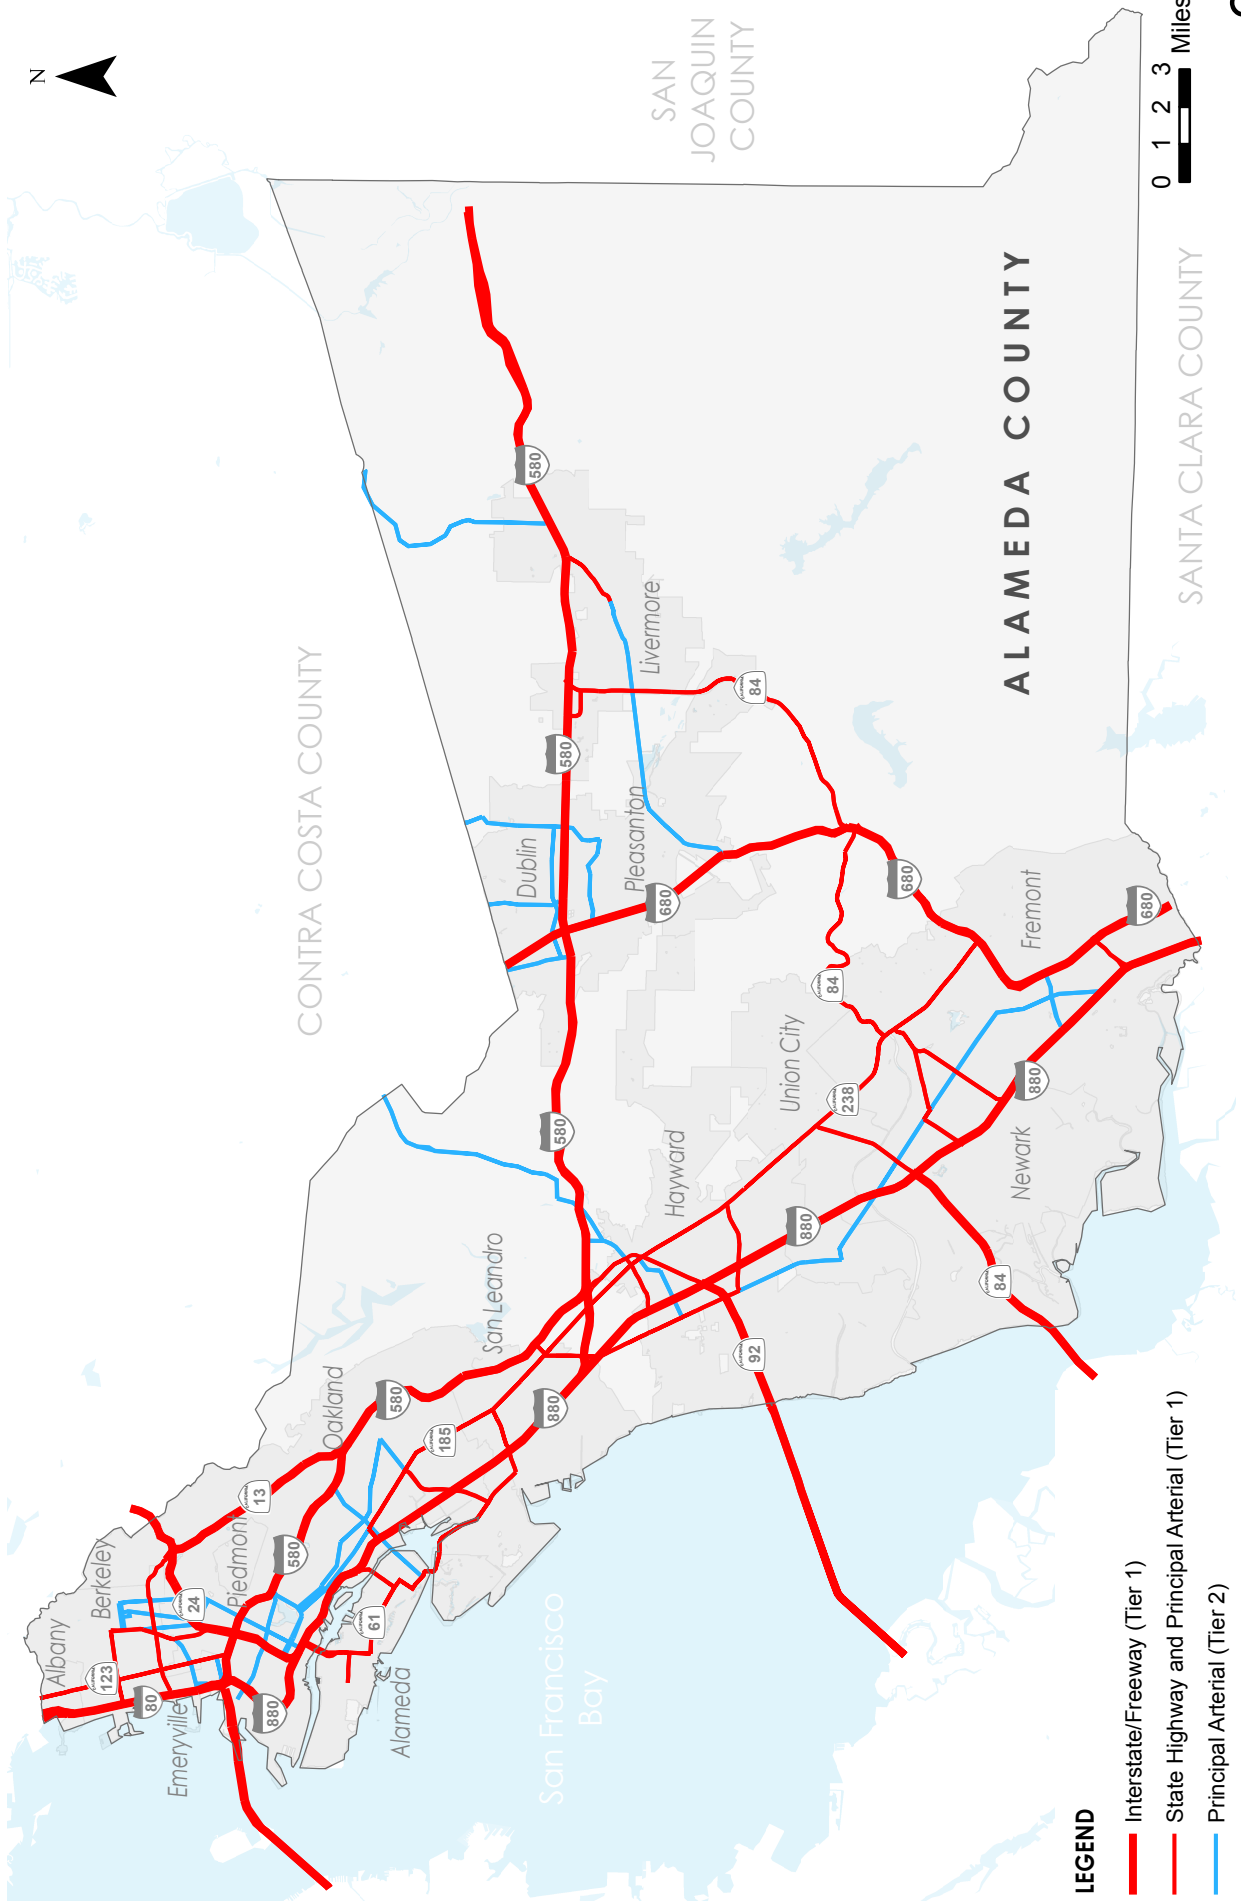 N
CONTRA COSTA COUNTY
SAN
JOAQUIN
COUNTY
ALAMEDA COUNTY
SANTA CLARA COUNTY
San Francisco
Bay
Albany
Berkeley
Emeryville
Piedmont
Oakland
Alameda
San Leandro
Hayward
Union City
Newark
Fremont
Dublin
Pleasanton
Livermore
123
80
24
13
880
580
61
185
580
880
580
92
880
238
84
84
880
680
680
680
580
84
580
0 1 2 3
Miles
LEGEND
Interstate/Freeway (Tier 1)
State Highway and Principal Arterial (Tier 1)
Principal Arterial (Tier 2)